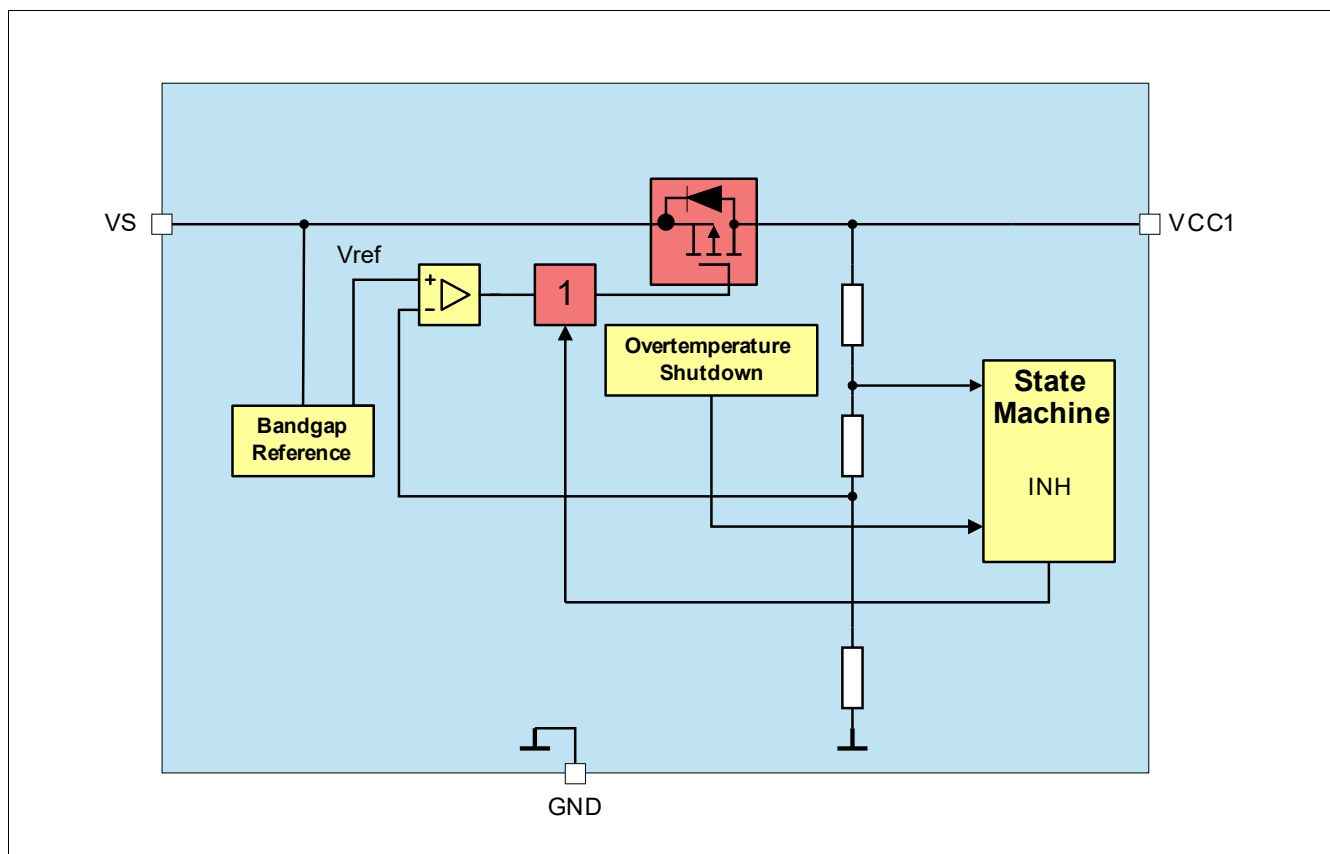 VS
VCC1
Vref
+
-
1
Overtemperature
Shutdown
State
Machine
INH
Bandgap
Reference
GND